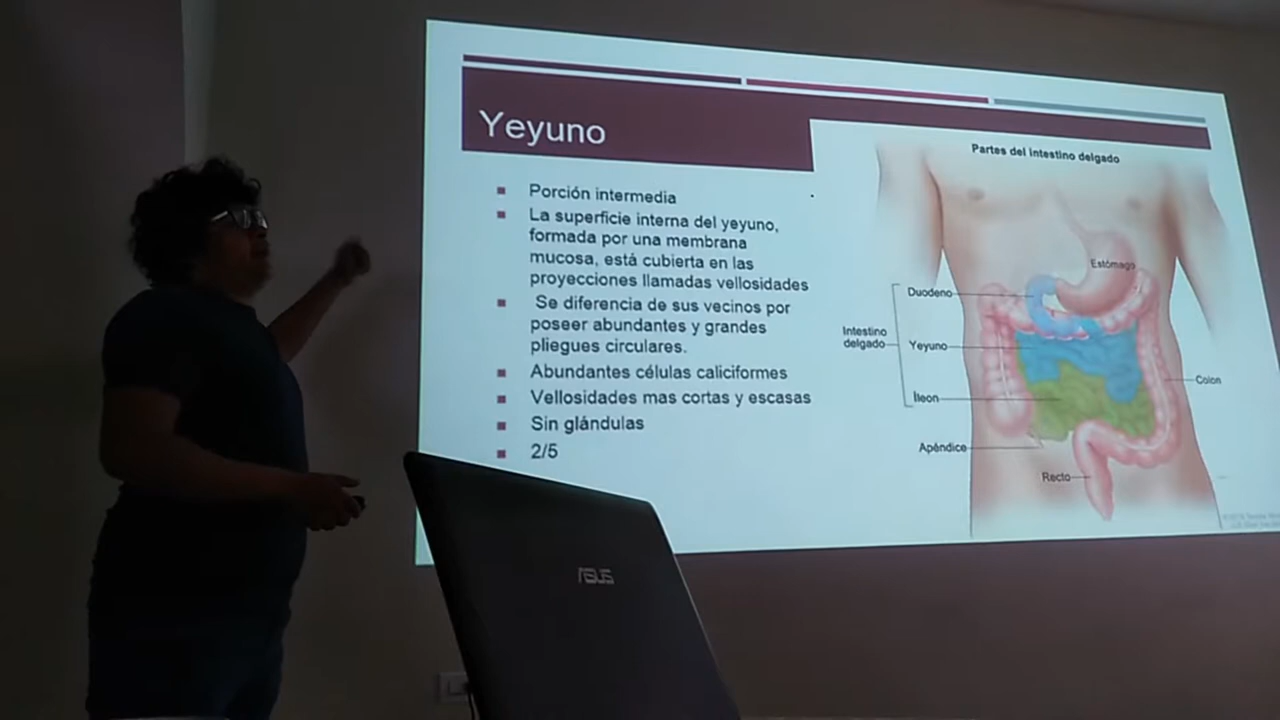 Yeyuno
Porción intermedia
La superficie interna del yeyuno,
formada por una membrana
mucosa, está cubierta en las
proyecciones llamadas vellosidades
Se diferencia de sus vecinos por
poseer abundantes y grandes
pliegues circulares.
Abundantes células caliciformes
Vellosidades mas cortas y escasas
Sin glándulas
2/5
Partes del intestino delgado
Estómago
Duodeno
Intestino
delgado
Yeyuno
Íleon
Colon
Apéndice
Recto
ASUS